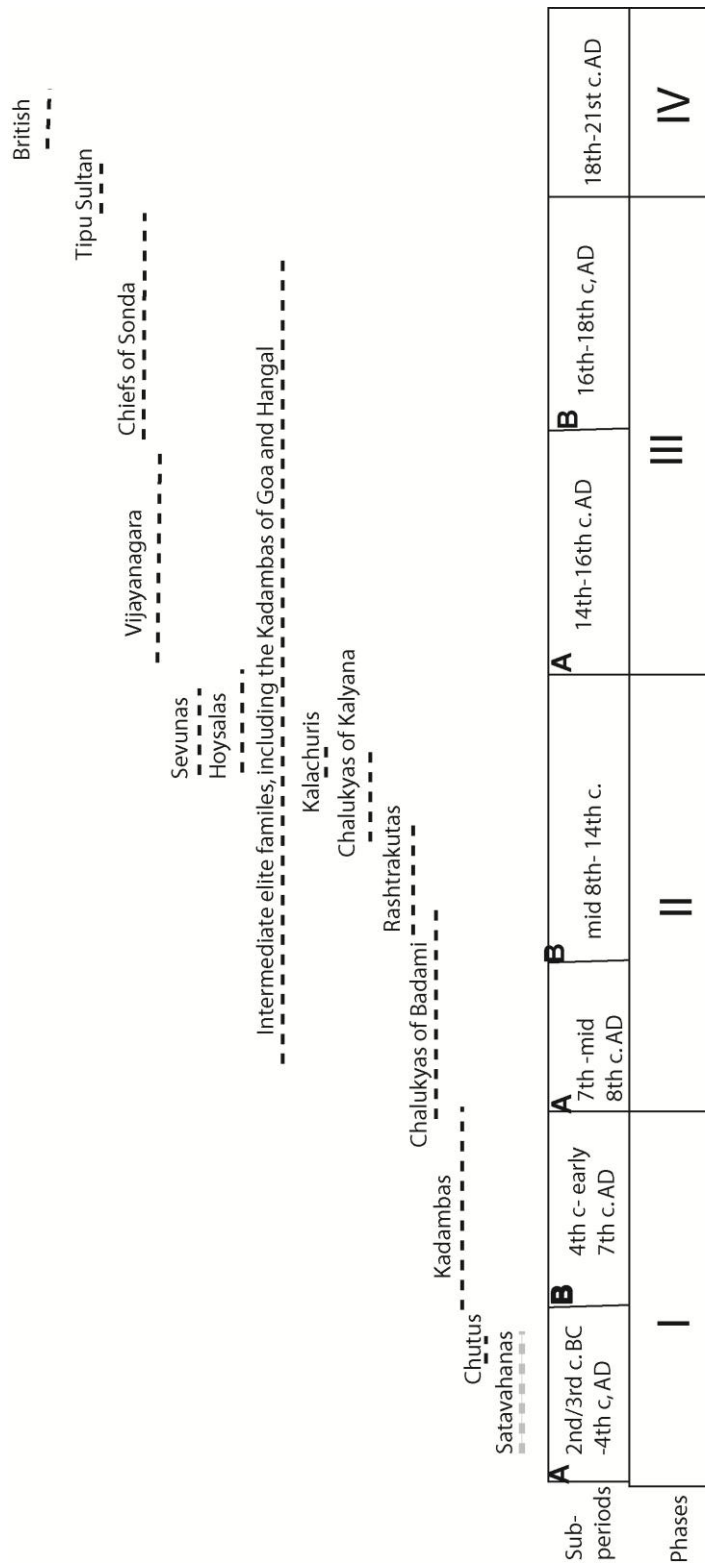 British
Tipu Sultan
Chiefs of Sonda
Vijayanagara
Sevunas
Hoysalas
Intermediate elite familes, including the Kadambas of Goa and Hangal
Kalachuris
Chalukyas of Kalyana
Rashtrakutas
Chalukyas of Badami
Kadambas
Chutus
Satavahanas
Sub-
periods
A
2nd/3rd c. BC
-4th c, AD
B
4th c- early
7th c. AD
A
7th -mid
8th c. AD
B
mid 8th- 14th c.
A
14th-16th c. AD
B
16th-18th c, AD
18th-21st c. AD
Phases
I
II
III
IV